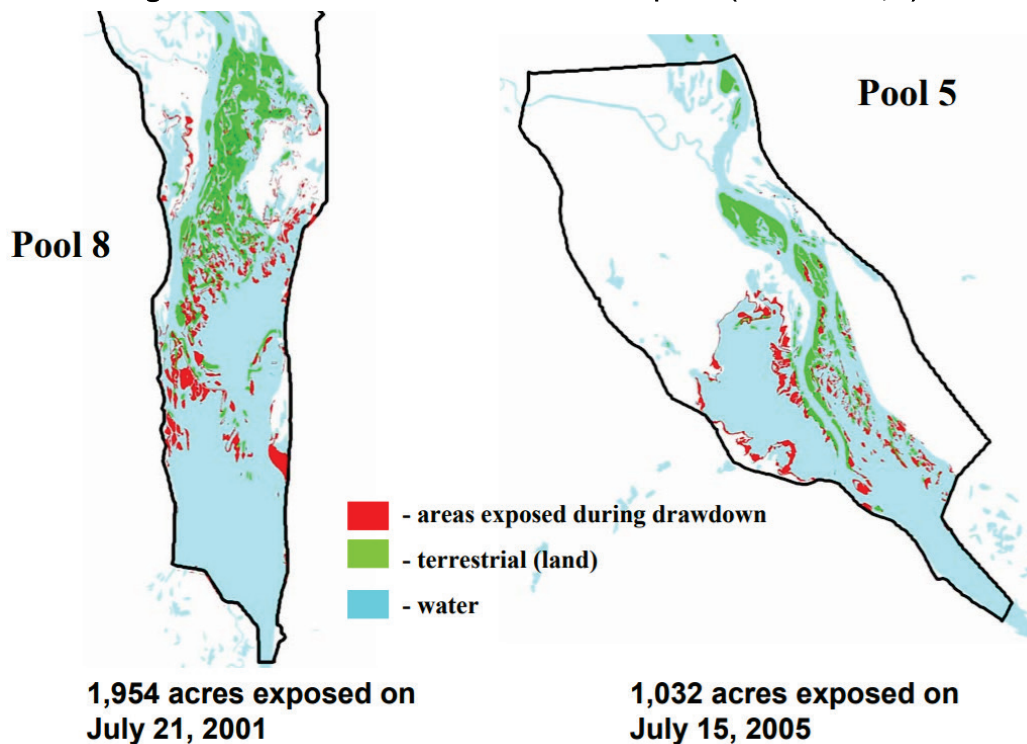 Pool 5
Pool 8
- areas exposed during drawdown
- terrestrial (land)
- water
1,954 acres exposed on
July 21, 2001
1,032 acres exposed on
July 15, 2005